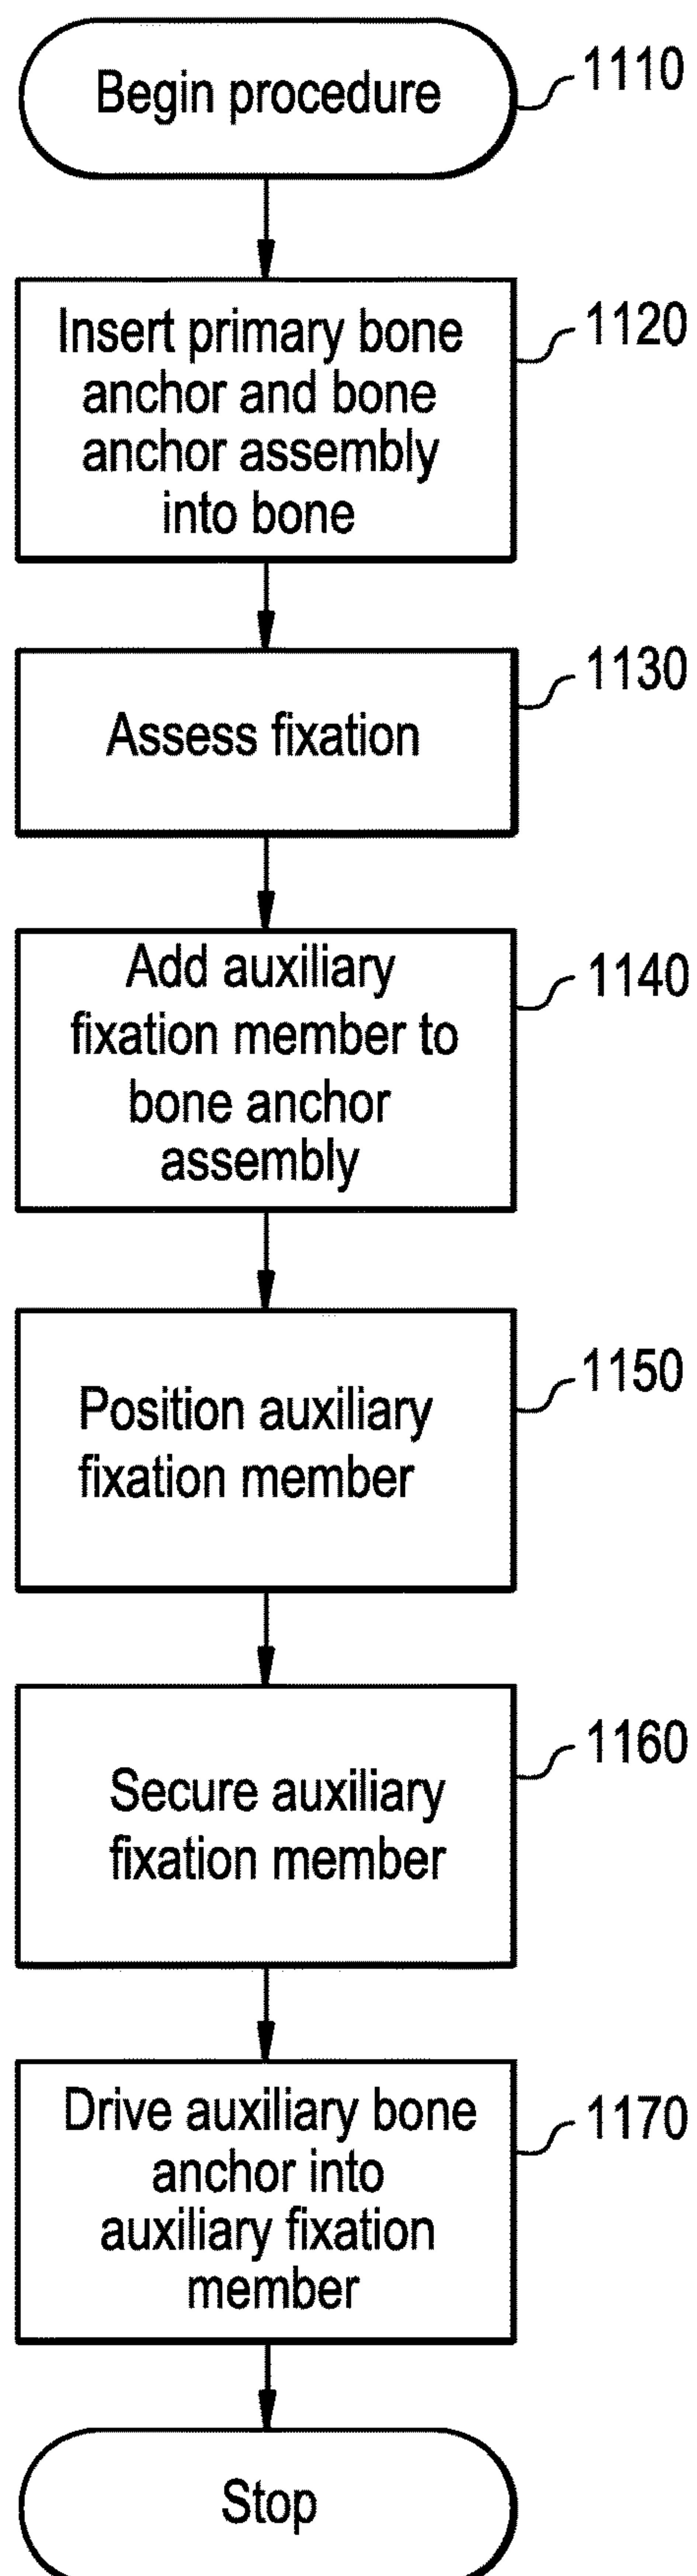 Begin procedure
1110
Insert primary bone
anchor and bone
anchor assembly
into bone
1120
Assess fixation
1130
Add auxiliary
fixation member to
bone anchor
assembly
1140
Position auxiliary
fixation member
1150
Secure auxiliary
fixation member
1160
Drive auxiliary bone
anchor into
auxiliary fixation
member
1170
Stop